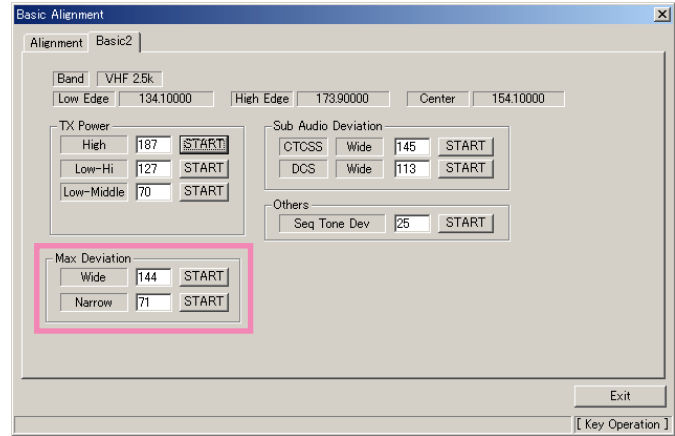 Basic Alignment
Alignment Basic2
Band VHF 2.5k
Low Edge 134.10000 High Edge 173.90000 Center 154.10000
TX Power
High 187 START
Low-Hi 127 START
Low-Middle 70 START
Sub Audio Deviation
CTCSS Wide 145 START
DCS Wide 113 START
Others
Seq Tone Dev 25 START
Max Deviation
Wide 144 START
Narrow 71 START
Exit
[ Key Operation ]